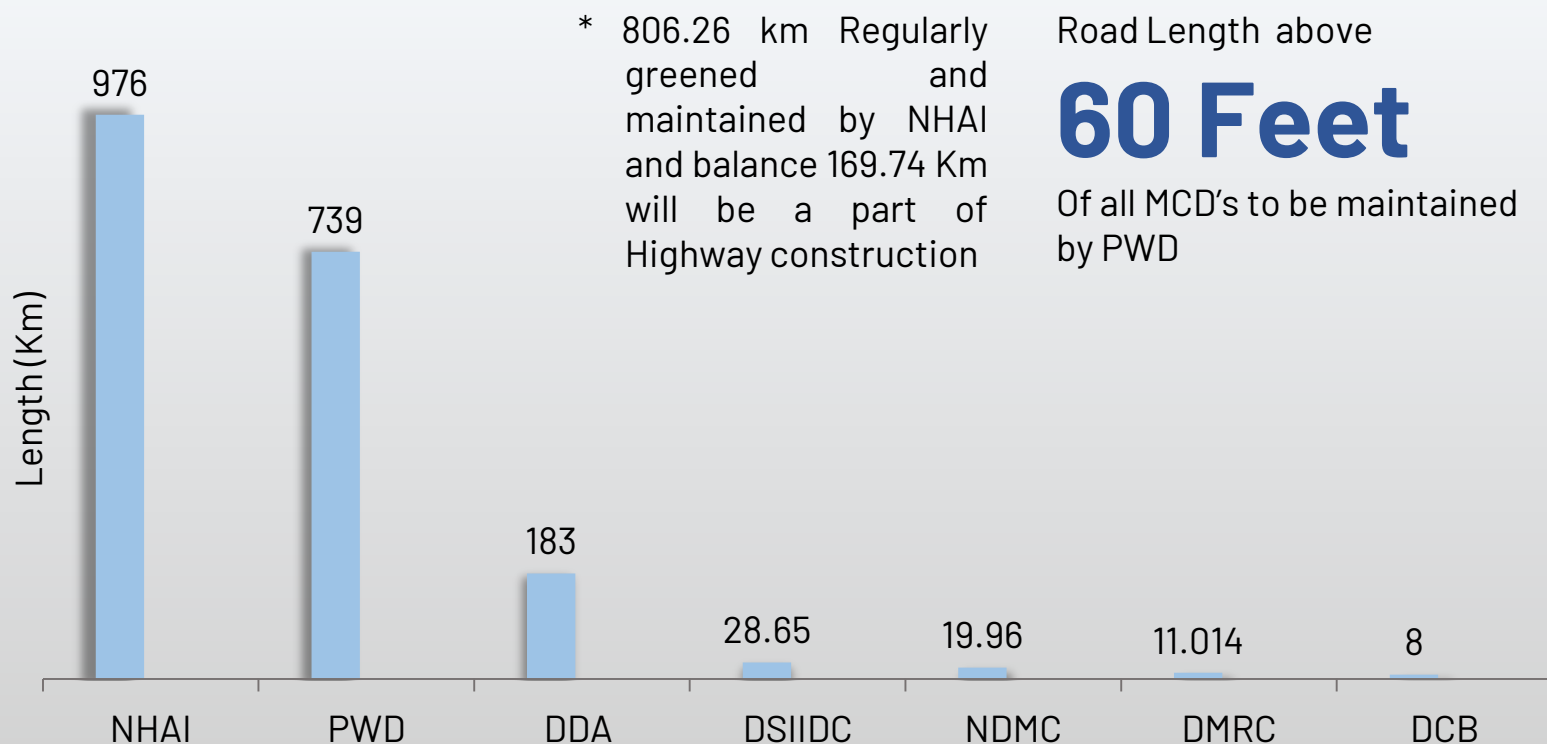 * 806.26 km Regularly
greened and
maintained by NHAI
and balance 169.74 Km
will be a part of
Highway construction
Road Length above
60 Feet
Of all MCD's to be maintained
by PWD
Length (Km)
976
739
183
28.65
19.96
11.014
8
NHAI
PWD
DDA
DSIIDC
NDMC
DMRC
DCB